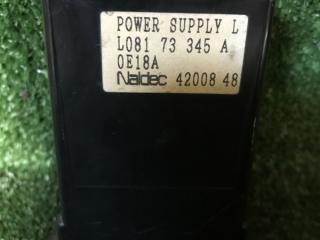 POWER SUPPLY L
L081 73 345 A
0E18A
Naldec 42008 48